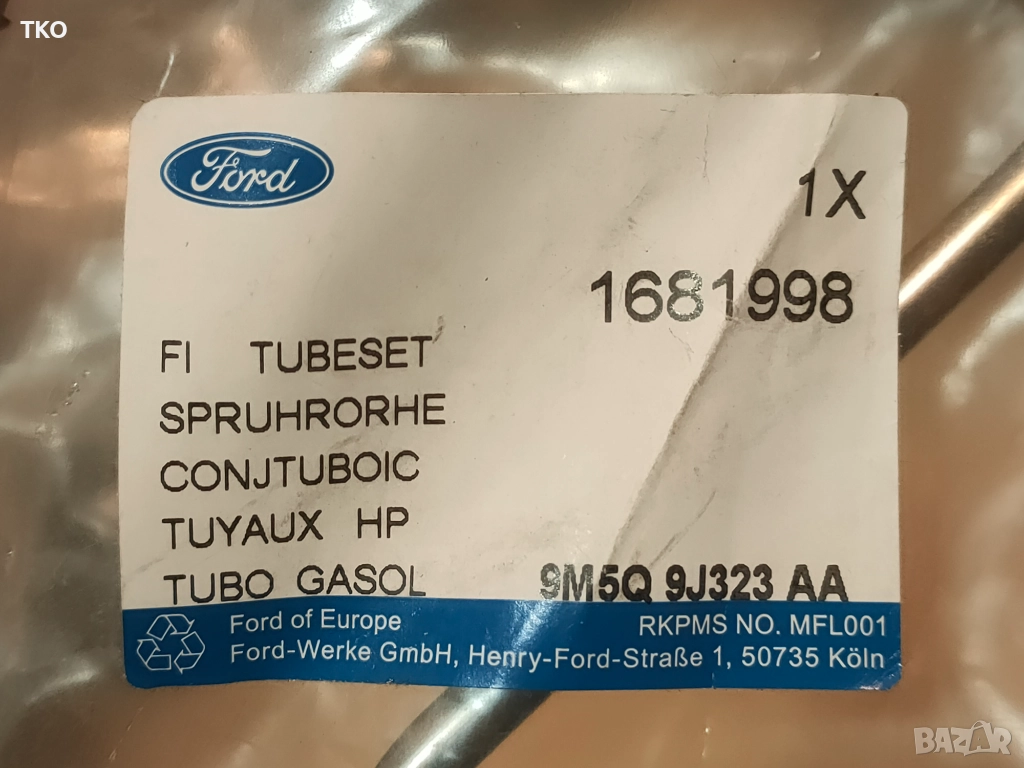 TKO
Ford
1X
1681998
FI TUBESET
SPRUHRORHE
CONJTUBOIC
TUYAUX HP
TUBO GASOL 9M5Q 9J323 AA
Ford of Europe RKPMS NO. MFL001
Ford-Werke GmbH, Henry-Ford-Straße 1, 50735 Köln
BAZAR